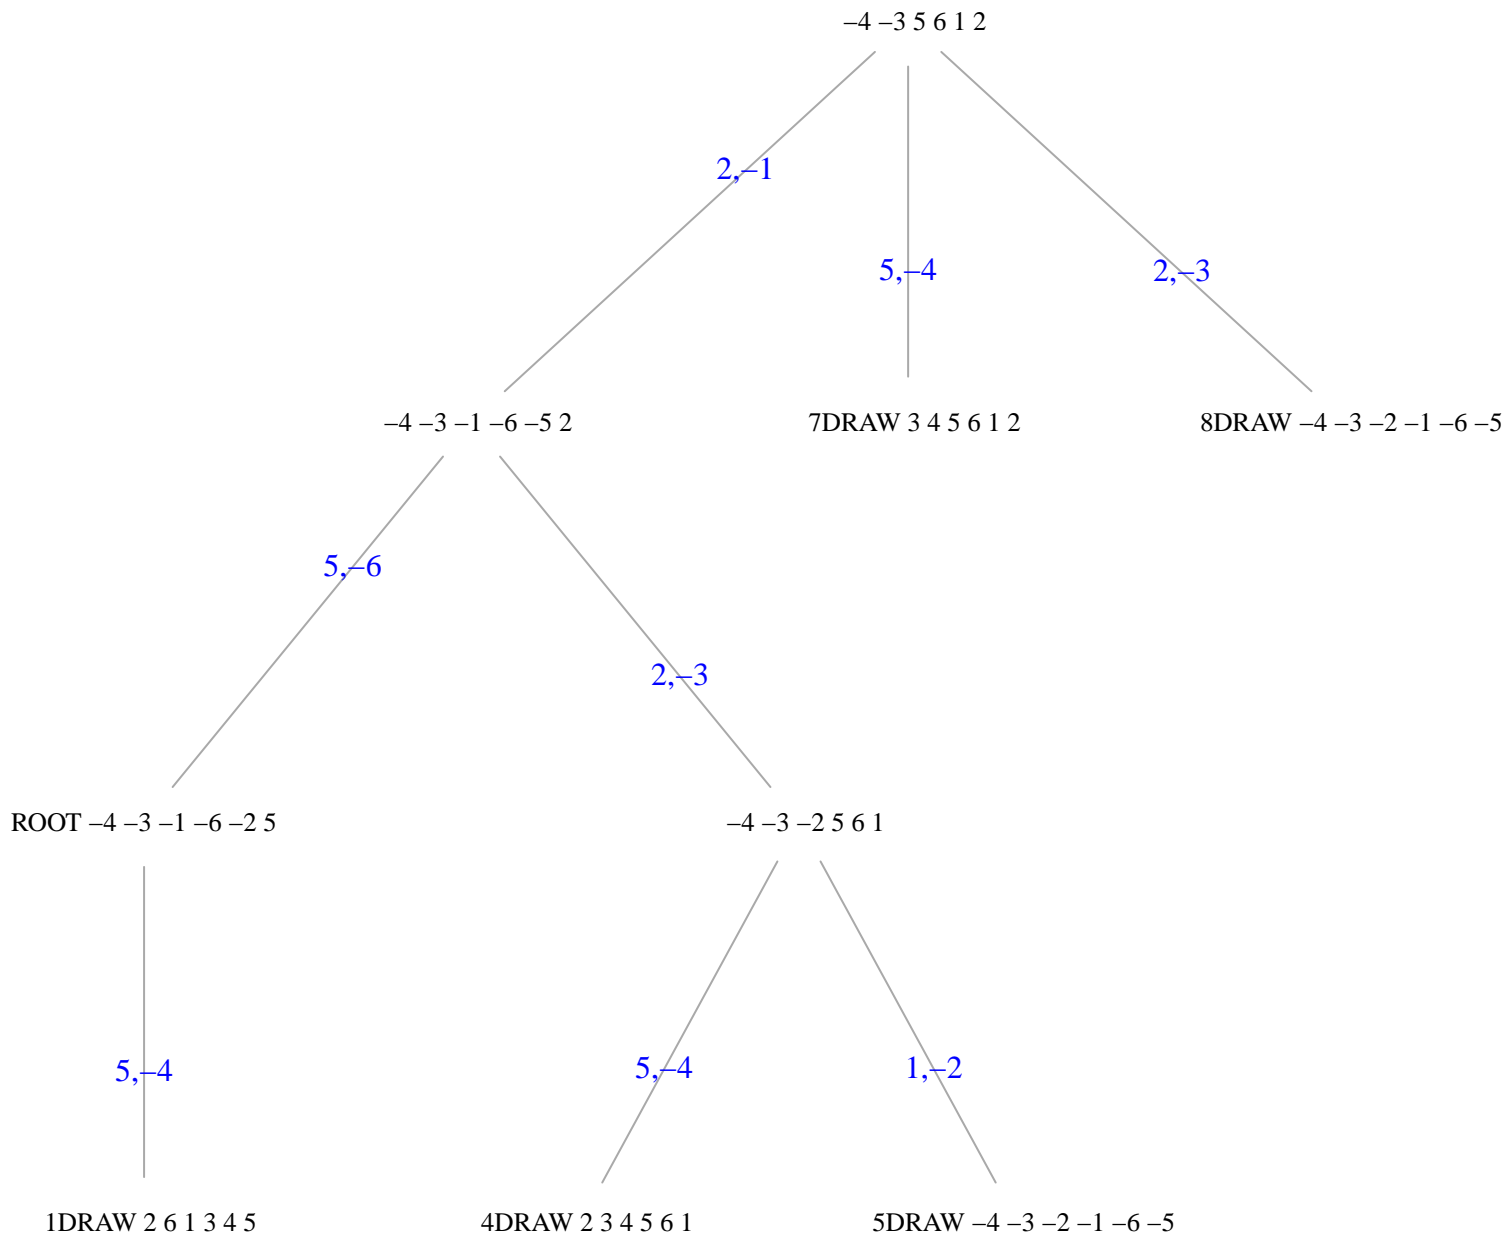 –4 –3 5 6 1 2
2,–1
5,–4
2,–3
–4 –3 –1 –6 –5 2
7DRAW 3 4 5 6 1 2
8DRAW –4 –3 –2 –1 –6 –5
5,–6
2,–3
ROOT –4 –3 –1 –6 –2 5
–4 –3 –2 5 6 1
5,–4
5,–4
1,–2
1DRAW 2 6 1 3 4 5
4DRAW 2 3 4 5 6 1
5DRAW –4 –3 –2 –1 –6 –5